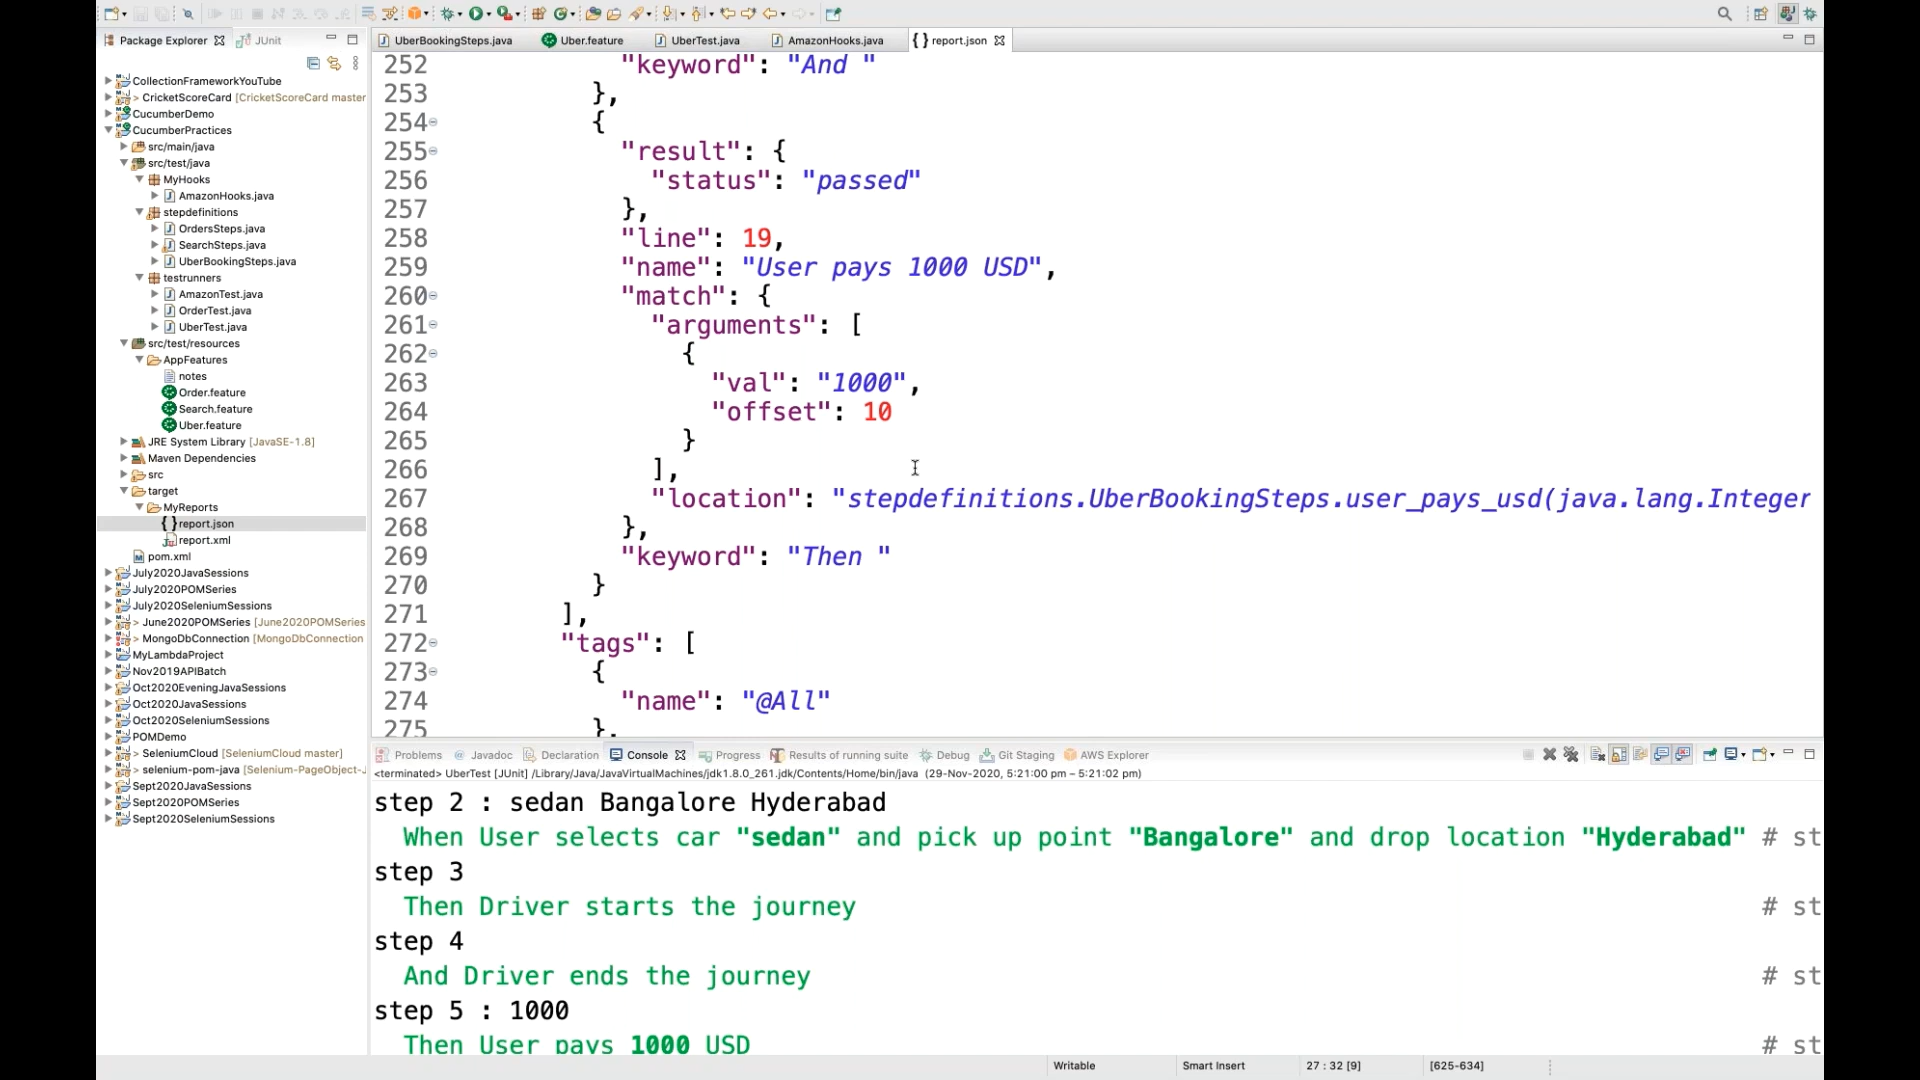 Package Explorer
JUnit
UberBookingSteps.java
Uber.feature
UberTest.java
AmazonHooks.java
{ } report.json
CollectionFrameworkYouTube
> CricketScoreCard [CricketScoreCard master
CucumberDemo
CucumberPractices
src/main/java
src/test/java
MyHooks
AmazonHooks.java
stepdefinitions
OrdersSteps.java
SearchSteps.java
UberBookingSteps.java
testrunners
AmazonTest.java
OrderTest.java
UberTest.java
src/test/resources
AppFeatures
notes
Order.feature
Search.feature
Uber.feature
JRE System Library [JavaSE-1.8]
Maven Dependencies
src
target
MyReports
{ } report.json
report.xml
pom.xml
July2020JavaSessions
July2020POMSeries
July2020SeleniumSessions
> June2020POMSeries [June2020POMSeries
> MongoDbConnection [MongoDbConnection
MyLambdaProject
Nov2019APIBatch
Oct2020EveningJavaSessions
Oct2020JavaSessions
Oct2020SeleniumSessions
POMDemo
> SeleniumCloud [SeleniumCloud master]
> selenium-pom-java [Selenium-PageObject-J
Sept2020JavaSessions
Sept2020POMSeries
Sept2020SeleniumSessions
252 "keyword": "And "
253 },
254 {
255 "result": {
256 "status": "passed"
257 },
258 "line": 19,
259 "name": "User pays 1000 USD",
260 "match": {
261 "arguments": [
262 {
263 "val": "1000",
264 "offset": 10
265 }
266 ],
267 "location": "stepdefinitions.UberBookingSteps.user_pays_usd(java.lang.Integer
268 },
269 "keyword": "Then "
270 }
271 ],
272 "tags": [
273 {
274 "name": "@All"
275 },
Problems @ Javadoc Declaration Console Progress Results of running suite Debug Git Staging AWS Explorer
<terminated> UberTest [JUnit] /Library/Java/JavaVirtualMachines/jdk1.8.0_261.jdk/Contents/Home/bin/java (29-Nov-2020, 5:21:00 pm – 5:21:02 pm)
step 2 : sedan Bangalore Hyderabad
When User selects car "sedan" and pick up point "Bangalore" and drop location "Hyderabad" # st
step 3
Then Driver starts the journey # st
step 4
And Driver ends the journey # st
step 5 : 1000
Then User pays 1000 USD # st
Writable
Smart Insert
27 : 32 [9]
[625-634]